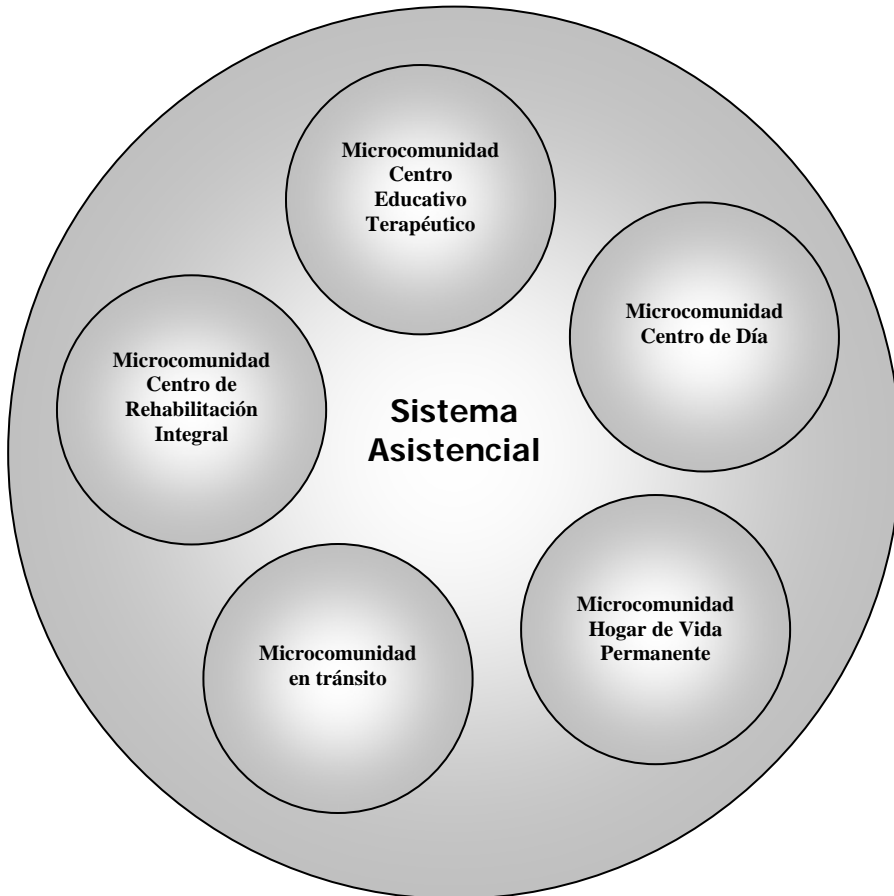 Microcomunidad
Centro
Educativo
Terapéutico
Microcomunidad
Centro de Día
Microcomunidad
Centro de
Rehabilitación
Integral
Sistema
Asistencial
Microcomunidad
Hogar de Vida
Permanente
Microcomunidad
en tránsito